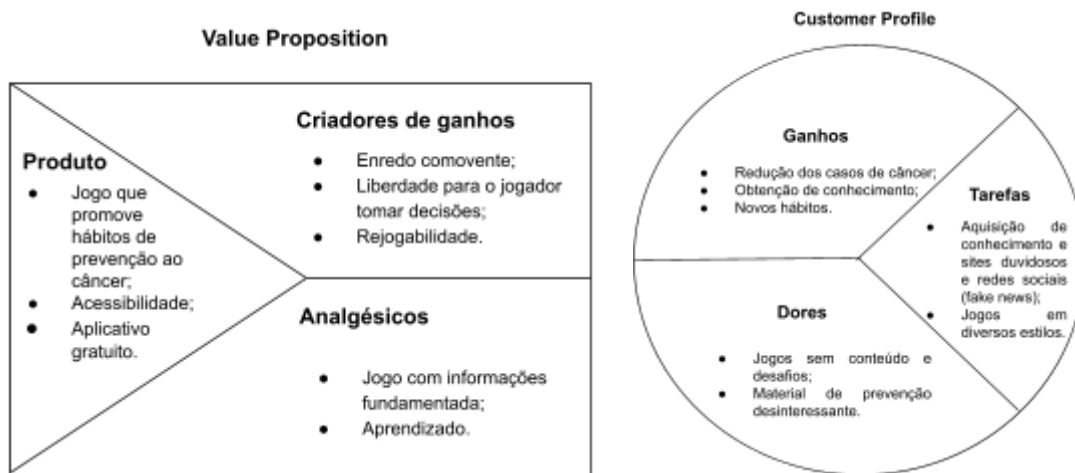 Value Proposition
Produto
● Jogo que
promove
hábitos de
prevenção ao
câncer;
● Acessibilidade;
● Aplicativo
gratuito.
Criadores de ganhos
● Enredo comovente;
● Liberdade para o jogador
tomar decisões;
● Rejogabilidade.
Analgésicos
● Jogo com informações
fundamentada;
● Aprendizado.
Customer Profile
Ganhos
● Redução dos casos de câncer;
● Obtenção de conhecimento;
● Novos hábitos.
Tarefas
● Aquisição de
conhecimento e
sites duvidosos
e redes sociais
(fake news);
● Jogos em
diversos estilos.
Dores
● Jogos sem conteúdo e
desafios;
● Material de prevenção
desinteressante.